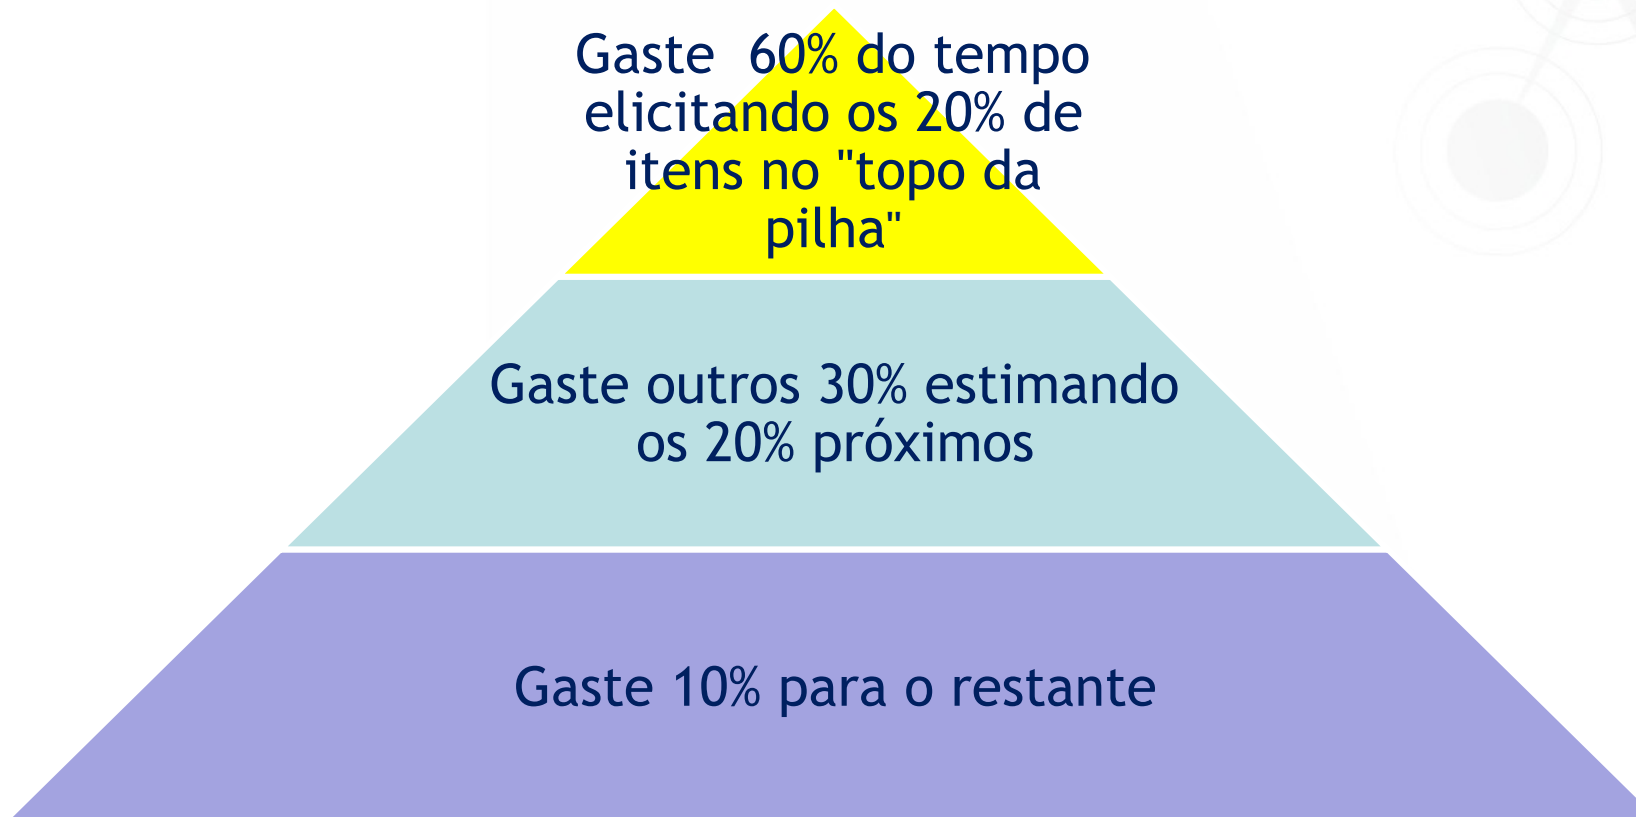 Gaste  60% do tempo
elicitando os 20% de
itens no "topo da
pilha"
Gaste outros 30% estimando
os 20% próximos
Gaste 10% para o restante